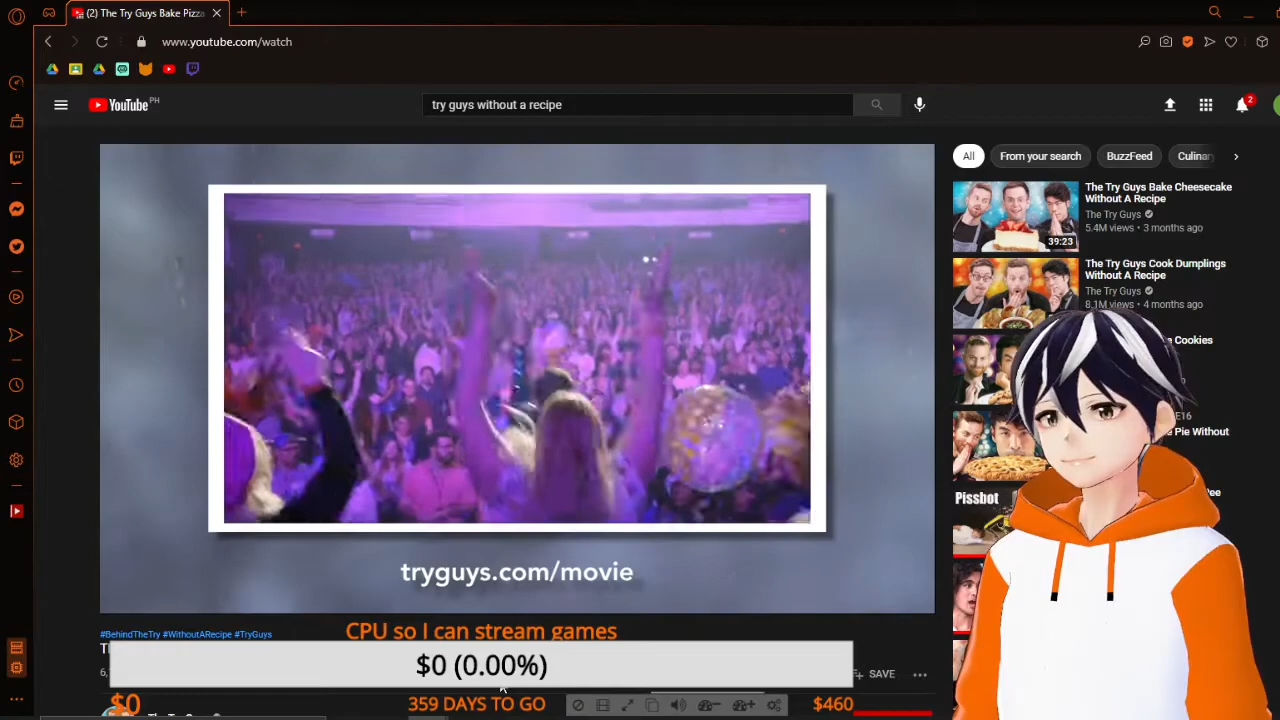 (2) The Try Guys Bake Pizza
www.youtube.com/watch
YouTube PH
try guys without a recipe
2
All
From your search
BuzzFeed
Culinar
The Try Guys Bake Cheesecake
Without A Recipe
The Try Guys
5.4M views • 3 months ago
39:23
The Try Guys Cook Dumplings
Without A Recipe
The Try Guys
8.1M views • 4 months ago
Cookies
E16
Pie Without
Pissbot
tryguys.com/movie
#BehindTheTry #WithoutARecipe #TryGuys
CPU so I can stream games
$0 (0.00%)
SAVE
$0
359 DAYS TO GO
$460